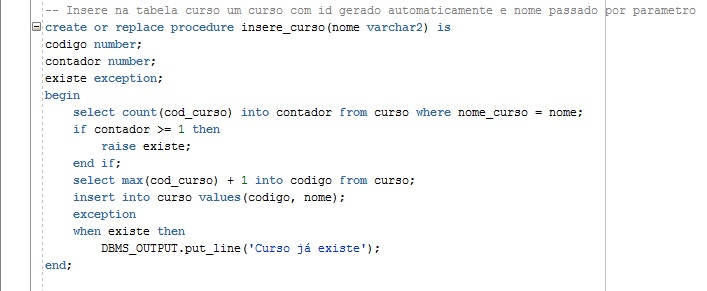 -- Insere na tabela curso um curso com id gerado automaticamente e nome passado por parametro
create or replace procedure insere_curso(nome varchar2) is
codigo number;
contador number;
existe exception;
begin
    select count(cod_curso) into contador from curso where nome_curso = nome;
    if contador >= 1 then
        raise existe;
    end if;
    select max(cod_curso) + 1 into codigo from curso;
    insert into curso values(codigo, nome);
    exception
    when existe then
        DBMS_OUTPUT.put_line('Curso já existe');
end;